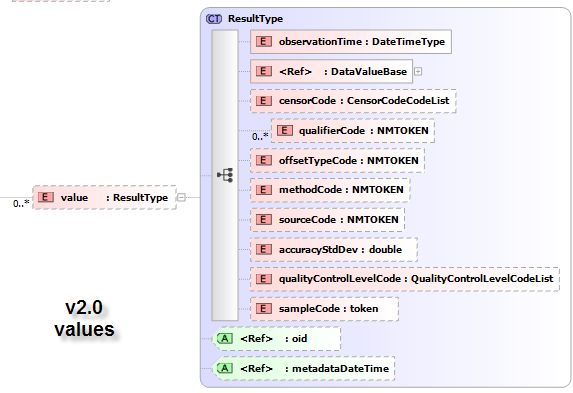 CT ResultType
E observationTime : DateTimeType
E <Ref> : DataValueBase
E censorCode : CensorCodeCodeList
E qualifierCode : NMTOKEN
0..*
E offsetTypeCode : NMTOKEN
E methodCode : NMTOKEN
E value : ResultType
0..*
E sourceCode : NMTOKEN
E accuracyStdDev : double
E qualityControlLevelCode : QualityControlLevelCodeList
E sampleCode : token
v2.0
values
A <Ref> : oid
A <Ref> : metadataDateTime